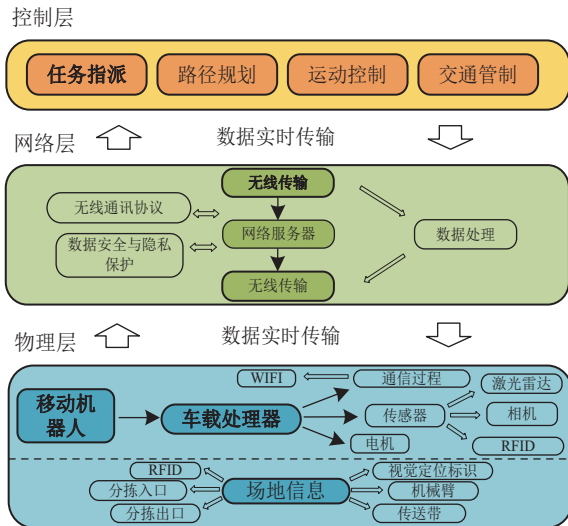 控制层
任务指派
路径规划
运动控制
交通管制
网络层
数据实时传输
无线传输
无线通讯协议
网络服务器
数据处理
数据安全与隐私
保护
无线传输
物理层
数据实时传输
WIFI
通信过程
激光雷达
移动机
器人
车载处理器
传感器
相机
电机
RFID
RFID
视觉定位标识
分拣入口
场地信息
机械臂
分拣出口
传送带